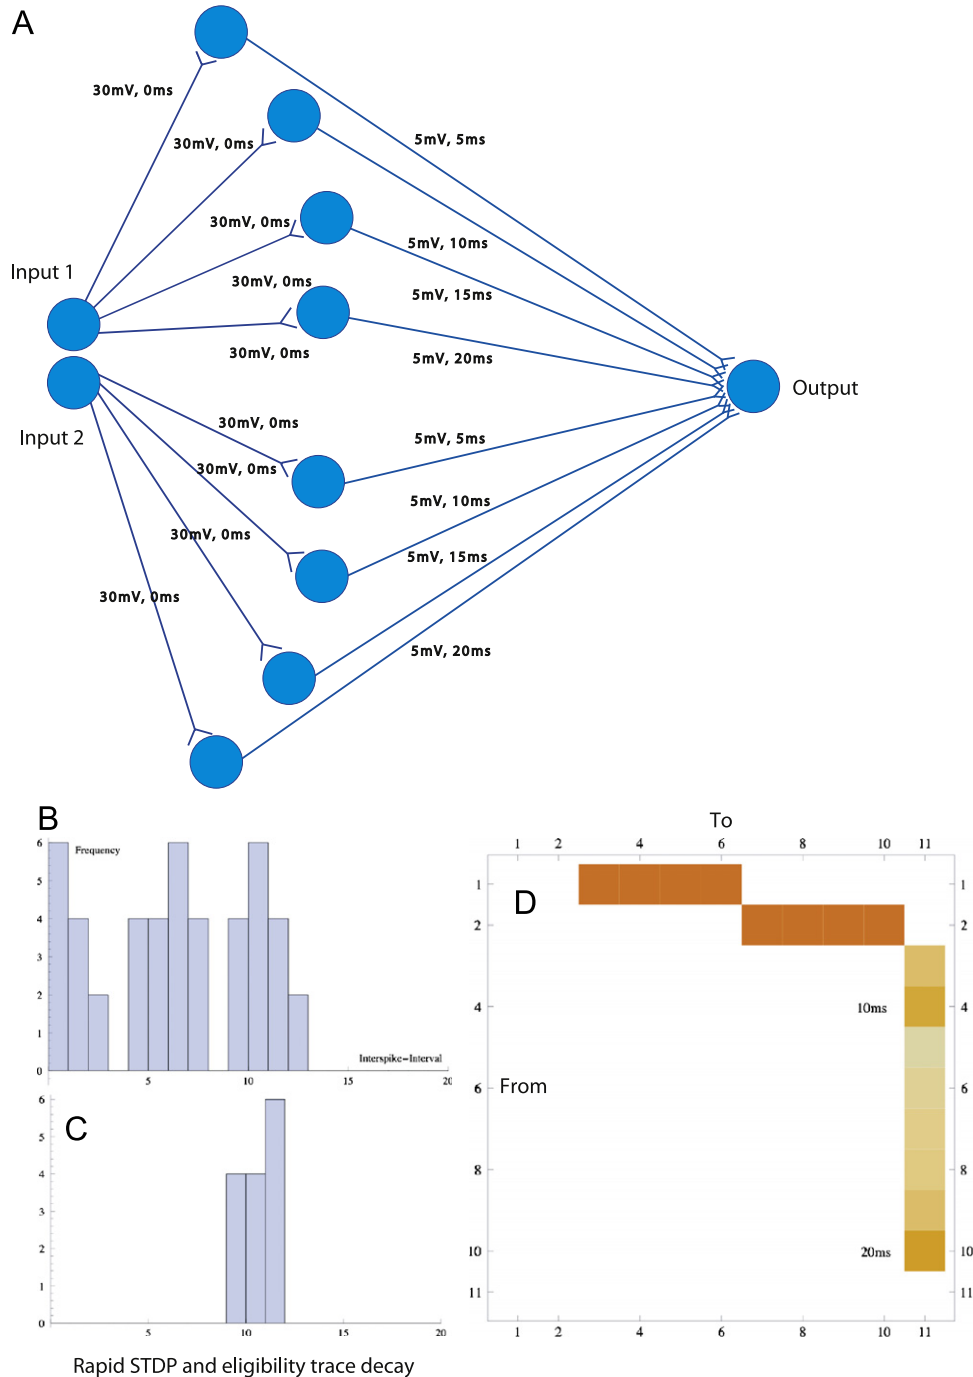 A
30mV, 0ms
30mV, 0ms
5mV, 5ms
30mV, 0ms
5mV, 10ms
Input 1
30mV, 0ms
5mV, 15ms
30mV, 0ms
5mV, 20ms
Output
Input 2
30mV, 0ms
5mV, 5ms
30mV, 0ms
5mV, 10ms
30mV, 0ms
5mV, 15ms
30mV, 0ms
5mV, 20ms
B
Frequency
6
5
4
3
2
1
0
Interspike-Interval
5 10 15 20
C
6
5
4
3
2
1
0
5 10 15 20
Rapid STDP and eligibility trace decay
To
1 2 4 6 8 10 11
D
1 1
2 2
4 10ms 4
6 From 6
8 8
10 20ms 10
11 11
1 2 4 6 8 10 11